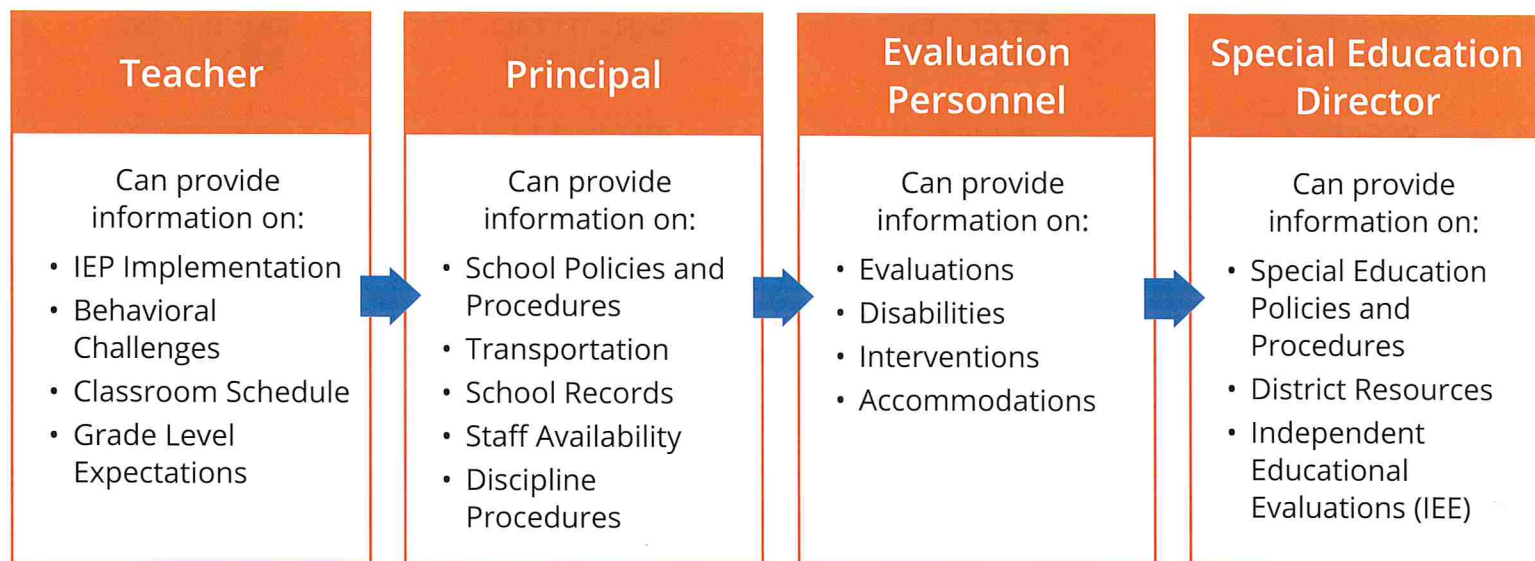 Teacher
Can provide
information on:
• IEP Implementation
• Behavioral
Challenges
• Classroom Schedule
• Grade Level
Expectations
Principal
Can provide
information on:
• School Policies and
Procedures
• Transportation
• School Records
• Staff Availability
• Discipline
Procedures
Evaluation
Personnel
Can provide
information on:
• Evaluations
• Disabilities
• Interventions
• Accommodations
Special Education
Director
Can provide
information on:
• Special Education
Policies and
Procedures
• District Resources
• Independent
Educational
Evaluations (IEE)